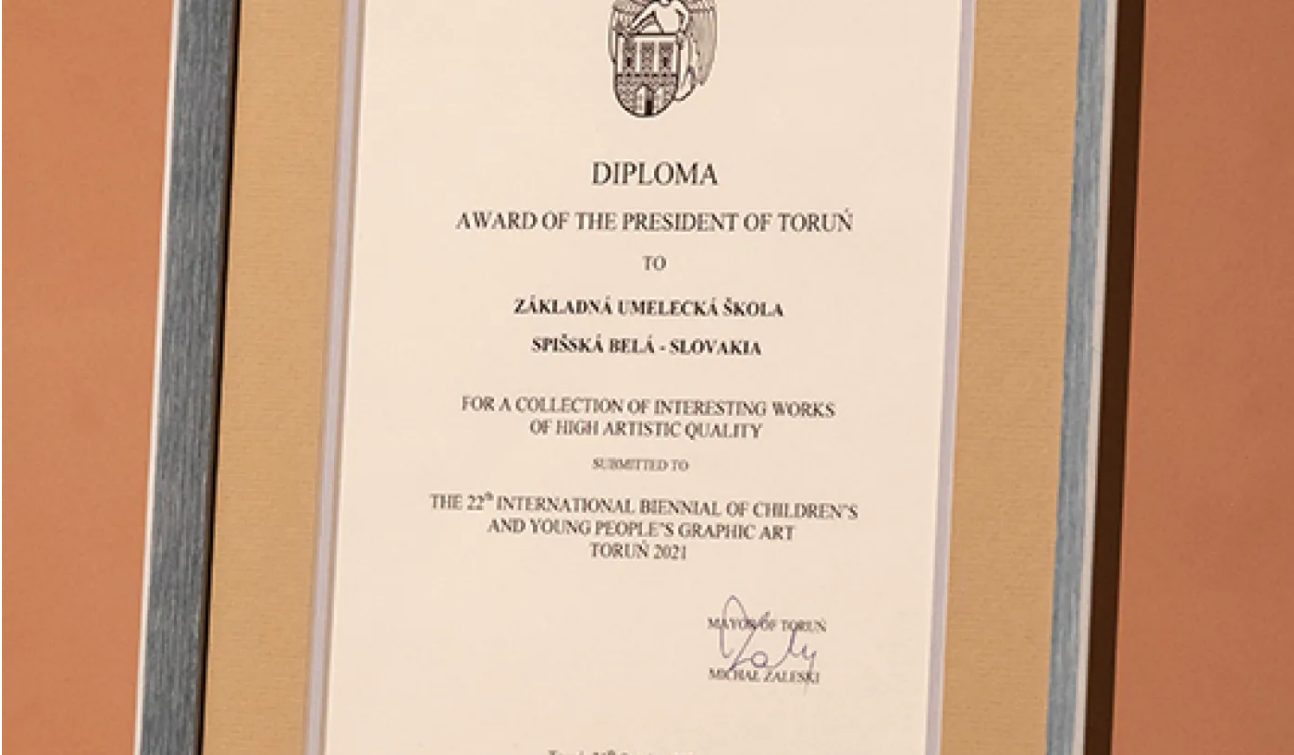 DIPLOMA
AWARD OF THE PRESIDENT OF TORUŃ
TO
ZÁKLADNÁ UMELECKÁ ŠKOLA
SPIŠSKÁ BELÁ - SLOVAKIA
FOR A COLLECTION OF INTERESTING WORKS
OF HIGH ARTISTIC QUALITY
SUBMITTED TO
THE 22th INTERNATIONAL BIENNIAL OF CHILDREN'S
AND YOUNG PEOPLE'S GRAPHIC ART
TORUŃ 2021
MAYOR OF TORUŃ
MICHAŁ ZALESKI